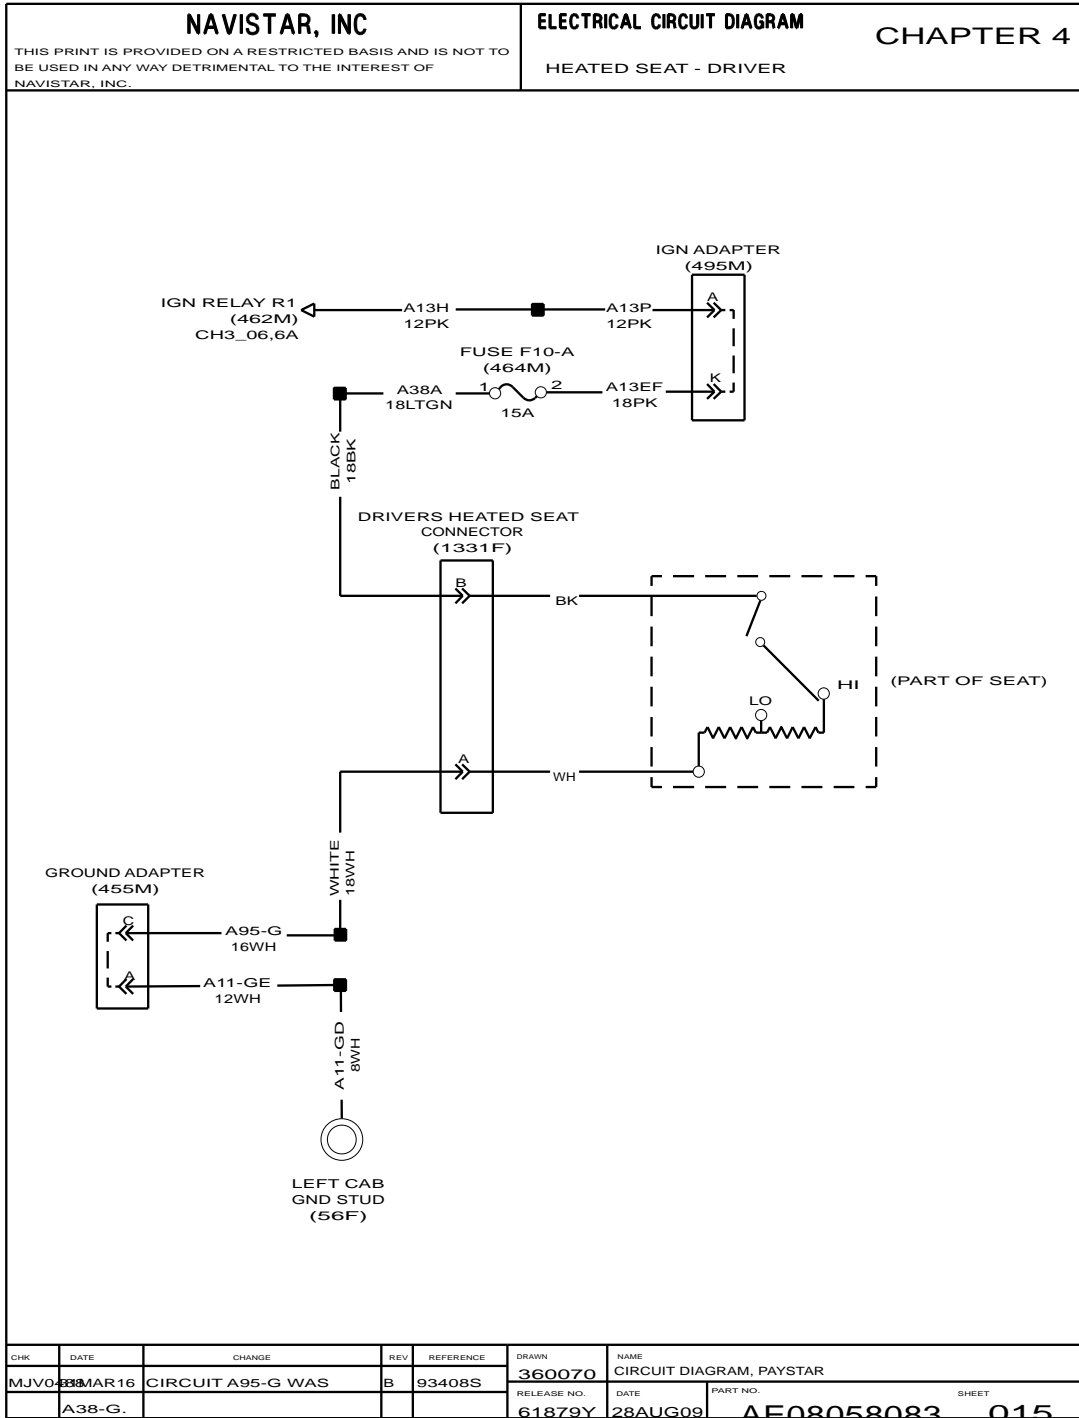 NAVISTAR, INC
THIS PRINT IS PROVIDED ON A RESTRICTED BASIS AND IS NOT TO
BE USED IN ANY WAY DETRIMENTAL TO THE INTEREST OF
NAVISTAR, INC.
ELECTRICAL CIRCUIT DIAGRAM
HEATED SEAT - DRIVER
CHAPTER 4
IGN ADAPTER
(495M)
IGN RELAY R1
(462M)
CH3_06,6A
A13H
12PK
A13P
12PK
A
FUSE F10-A
(464M)
A38A
18LTGN
1
2
15A
A13EF
18PK
K
BLACK
18BK
DRIVERS HEATED SEAT
CONNECTOR
(1331F)
B
BK
HI
(PART OF SEAT)
LO
A
WH
WHITE
18WH
GROUND ADAPTER
(455M)
C
A95-G
16WH
A
A11-GE
12WH
A11-GD
8WH
LEFT CAB
GND STUD
(56F)
CHK DATE CHANGE REV REFERENCE
MAR16 CIRCUIT A95-G WAS B 93408S
A38-G.
DRAWN
360070
NAME
CIRCUIT DIAGRAM, PAYSTAR
RELEASE NO.
61879Y
DATE
28AUG09
PART NO.
AE08058083
SHEET
015